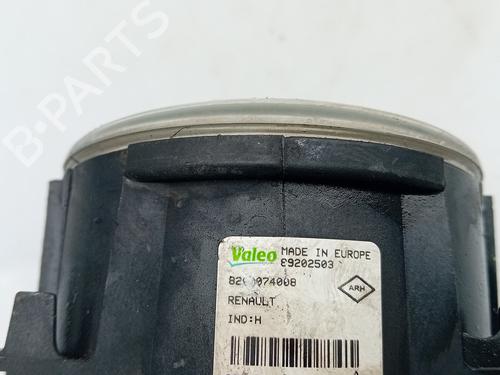 B-PARTS
Valeo MADE IN EUROPE
89202503
RENAULT
ARH
IND:H